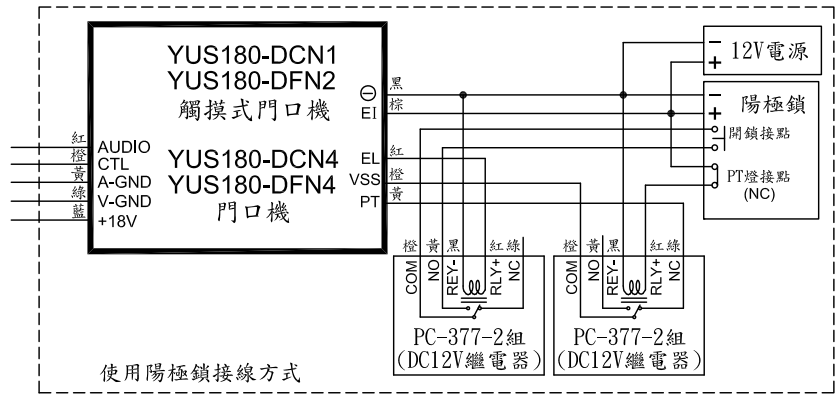 YUS180-DCN1
YUS180-DFN2
觸摸式門口機
YUS180-DCN4
YUS180-DFN4
門口機
紅 AUDIO
橙 CTL
黃 A-GND
綠 V-GND
藍 +18V
⊖ 黑
EI 棕
EL 紅
VSS 橙
PT 黃
− 12V電源
+
− 陽極鎖
+
開鎖接點
PT燈接點
(NC)
橙 黃 黑 紅 綠
COM NO REY- RLY+ NC
PC-377-2組
(DC12V繼電器)
橙 黃 黑 紅 綠
COM NO REY- RLY+ NC
PC-377-2組
(DC12V繼電器)
使用陽極鎖接線方式